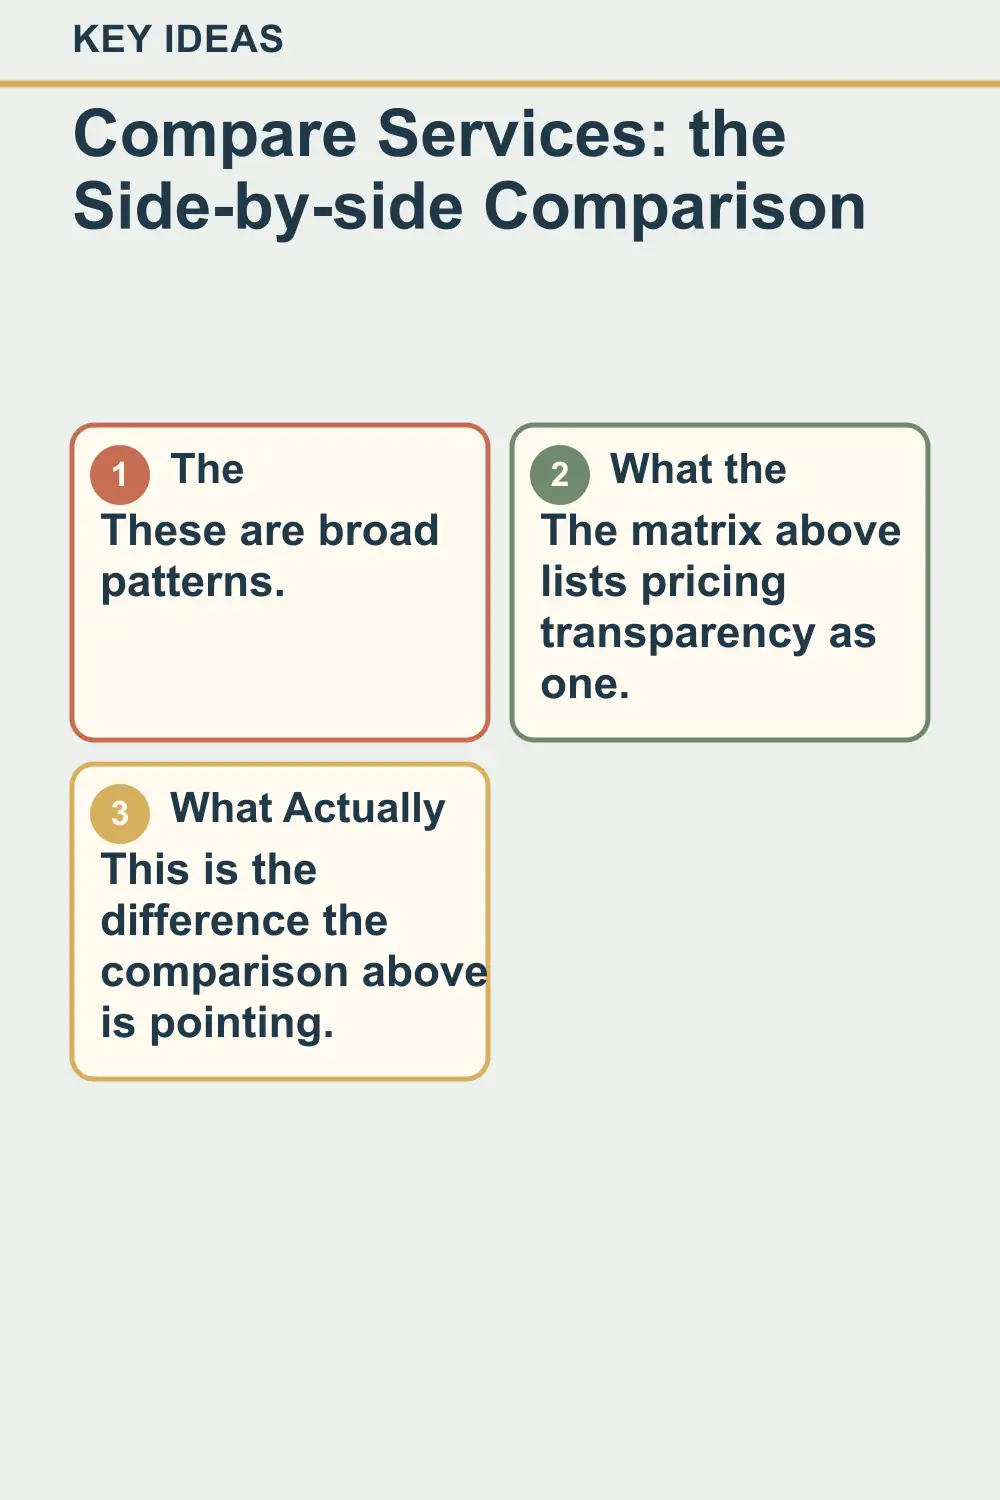 KEY IDEAS
Compare Services: the
Side-by-side Comparison
1 The
These are broad
patterns.
2 What the
The matrix above
lists pricing
transparency as
one.
3 What Actually
This is the
difference the
comparison above
is pointing.